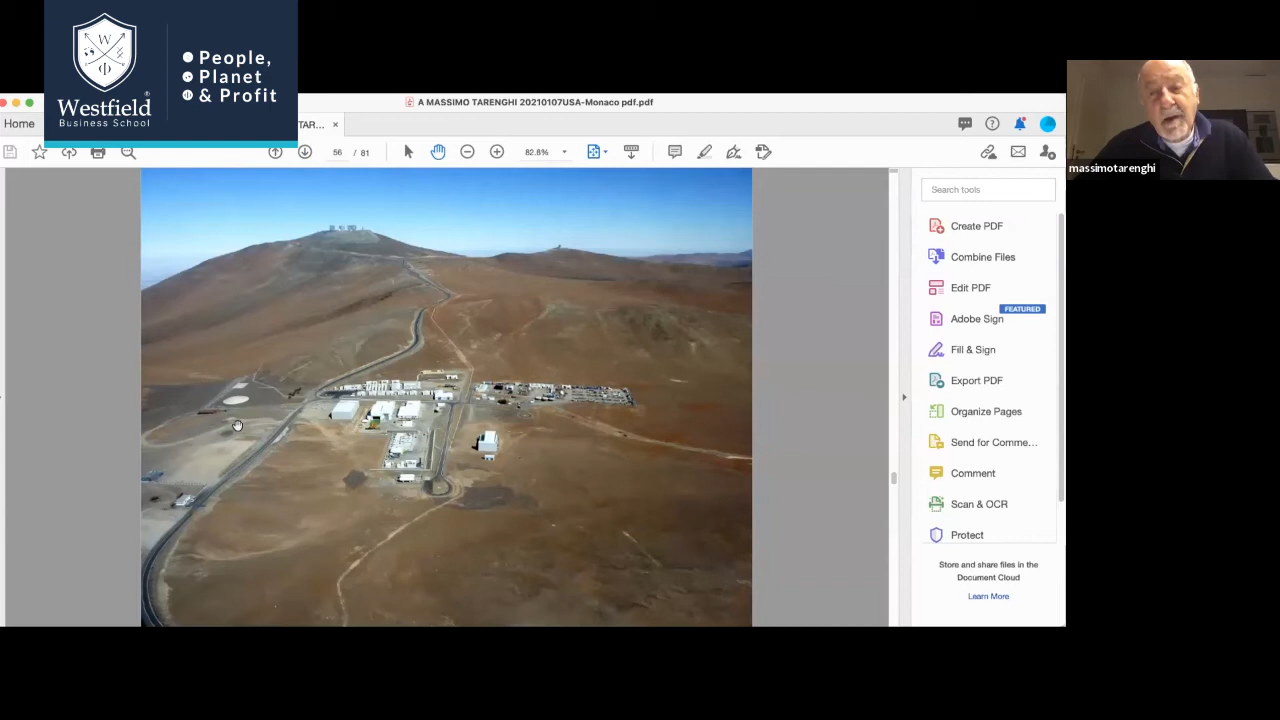 W
Φ
Westfield®
Business School
People,
Planet
& Profit
A MASSIMO TARENGHI 20210107USA-Monaco pdf.pdf
Home
TAR... ×
56 / 81
82.8%
massimotarenghi
Search tools
Create PDF
Combine Files
Edit PDF
FEATURED
Adobe Sign
Fill & Sign
Export PDF
Organize Pages
Send for Comme...
Comment
Scan & OCR
Protect
Store and share files in the
Document Cloud
Learn More